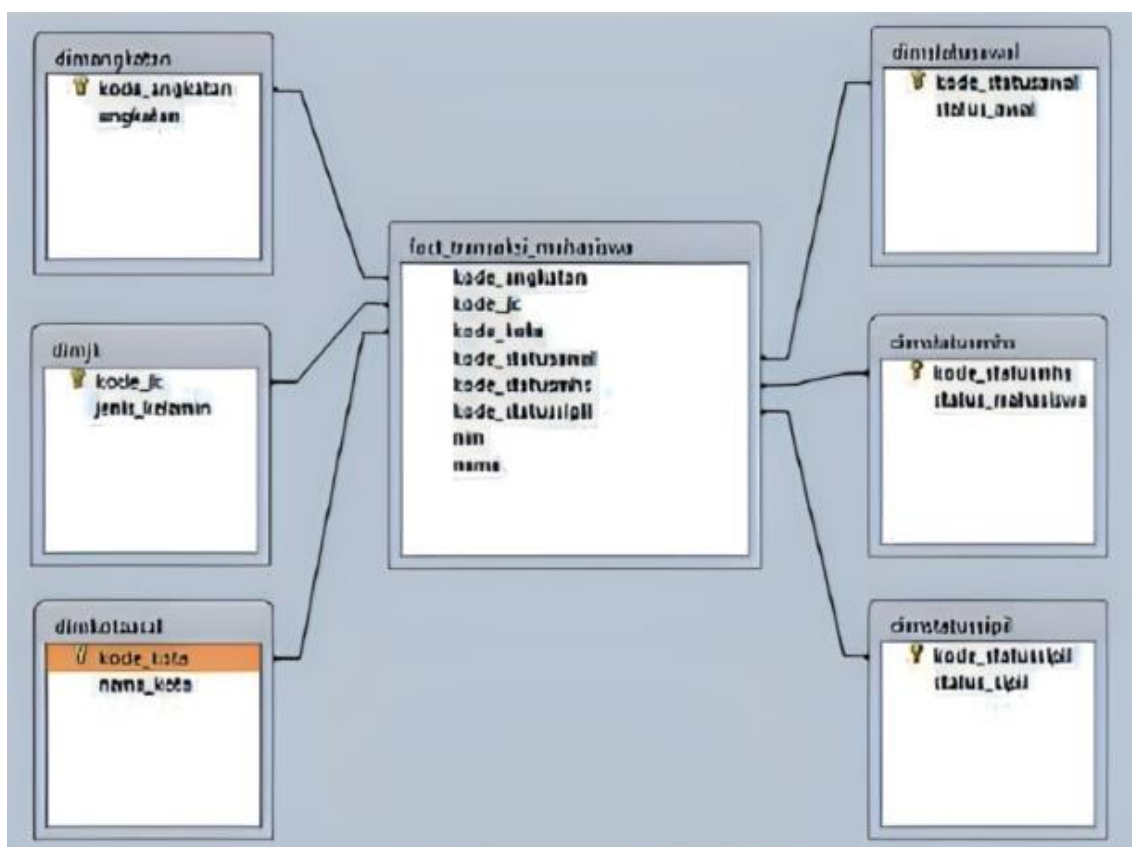 dimangkatan
kode_angkatan
angkatan
dimjk
kode_jk
jenis_kelamin
dimkotaasal
kode_kota
nama_kota
fact_transaksi_mahasiswa
kode_angkatan
kode_jk
kode_kota
kode_statusawal
kode_statusmhs
kode_statussipil
nim
nama
dimstatusawal
kode_statusawal
status_awal
dimstatusmhs
kode_statusmhs
status_mahasiswa
dimstatussipil
kode_statussipil
status_sipil